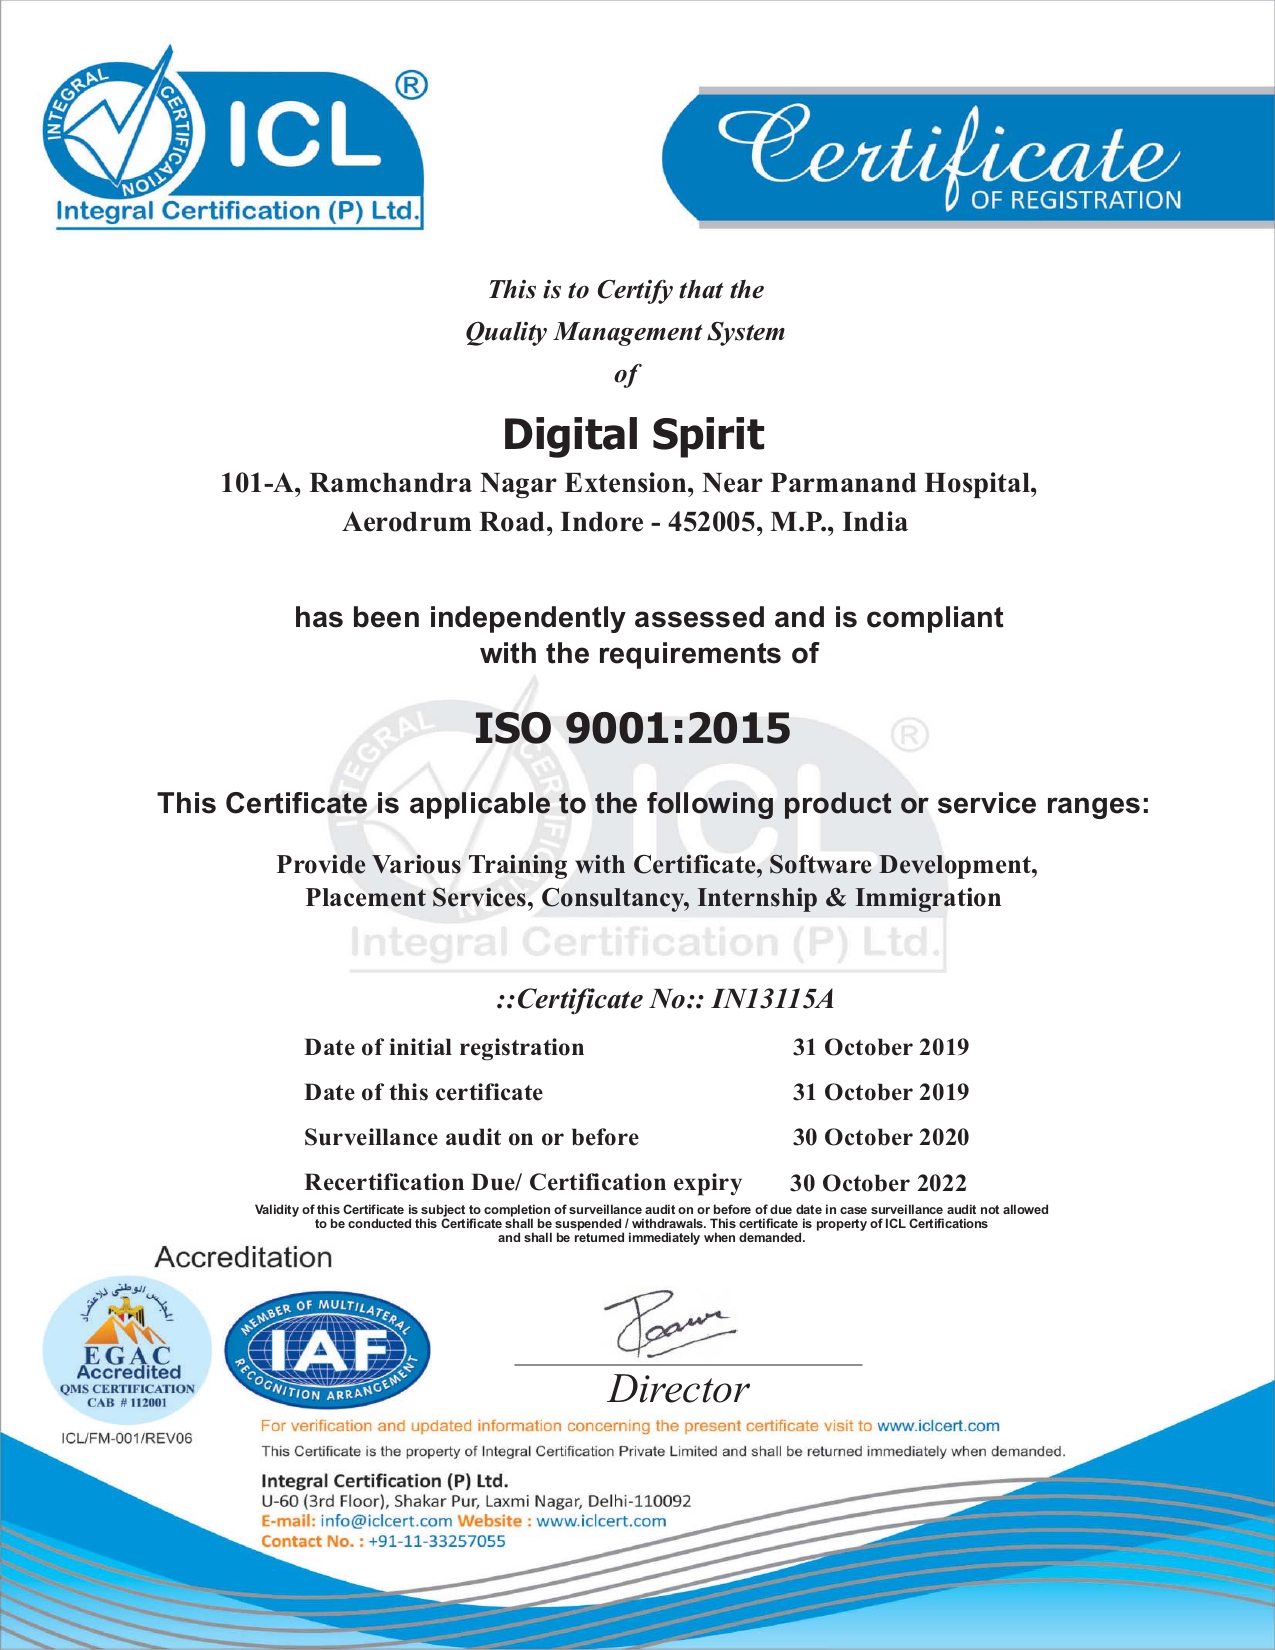 INTEGRAL CERTIFICATION
ICL ®
Integral Certification (P) Ltd.
Certificate
OF REGISTRATION
This is to Certify that the
Quality Management System
of
Digital Spirit
101-A, Ramchandra Nagar Extension, Near Parmanand Hospital,
Aerodrum Road, Indore - 452005, M.P., India
has been independently assessed and is compliant
with the requirements of
ISO 9001:2015
This Certificate is applicable to the following product or service ranges:
Provide Various Training with Certificate, Software Development,
Placement Services, Consultancy, Internship & Immigration
INTEGRAL CERTIFICATION
ICL ®
Integral Certification (P) Ltd.
::Certificate No:: IN13115A
Date of initial registration 31 October 2019
Date of this certificate 31 October 2019
Surveillance audit on or before 30 October 2020
Recertification Due/ Certification expiry 30 October 2022
Validity of this Certificate is subject to completion of surveillance audit on or before of due date in case surveillance audit not allowed
to be conducted this Certificate shall be suspended / withdrawals. This certificate is property of ICL Certifications
and shall be returned immediately when demanded.
Accreditation
المجلس الوطنى للاعتماد
EGAC
Accredited
QMS CERTIFICATION
CAB # 112001
MEMBER OF MULTILATERAL
IAF
RECOGNITION ARRANGEMENT
Director
ICL/FM-001/REV06
For verification and updated information concerning the present certificate visit to www.iclcert.com
This Certificate is the property of Integral Certification Private Limited and shall be returned immediately when demanded.
Integral Certification (P) Ltd.
U-60 (3rd Floor), Shakar Pur, Laxmi Nagar, Delhi-110092
E-mail: info@iclcert.com Website : www.iclcert.com
Contact No. : +91-11-33257055